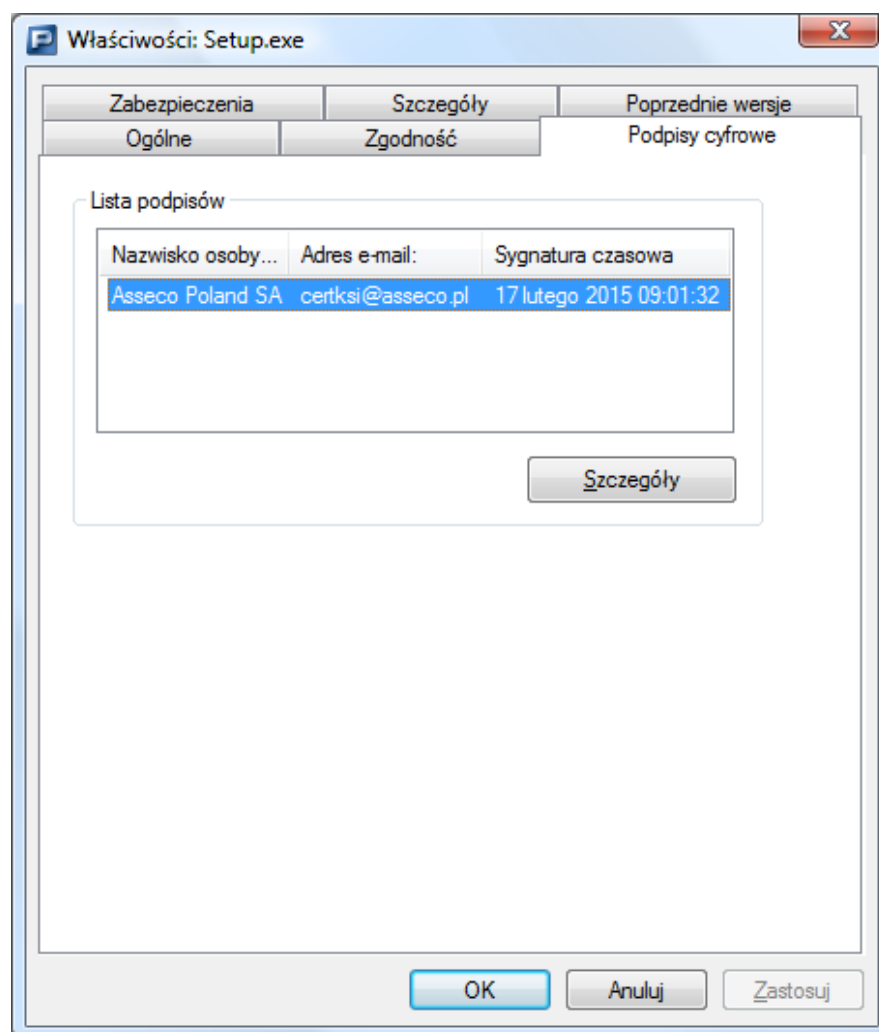 Właściwości: Setup.exe
Zabezpieczenia Szczegóły Poprzednie wersje
Ogólne Zgodność Podpisy cyfrowe
Lista podpisów
Nazwisko osoby... Adres e-mail: Sygnatura czasowa
Asseco Poland SA certksi@asseco.pl 17 lutego 2015 09:01:32
Szczegóły
OK Anuluj Zastosuj